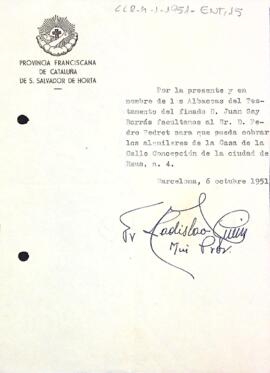 CCR-4-1-1951-ENT,15
PROVINCIA FRANCISCANA
DE CATALUÑA
DE S. SALVADOR DE HORTA
Por la presente y en
nombre de los Albaceas del Tes-
tamento del finado D. Juan Gay
Borrás facultamos al Sr. D. Pe-
dro Pedret para que pueda cobrar
los alquileres de la Casa de la
Calle Concepción de la ciudad de
Reus, n. 4.
Barcelona, 6 octubre 1951
Fr Ladislao
Min Prov.